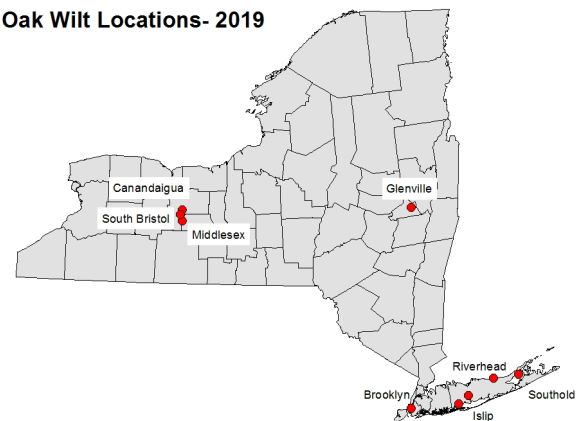 Oak Wilt Locations- 2019
Canandaigua
Glenville
South Bristol
Middlesex
Riverhead
Brooklyn
Southold
Islip